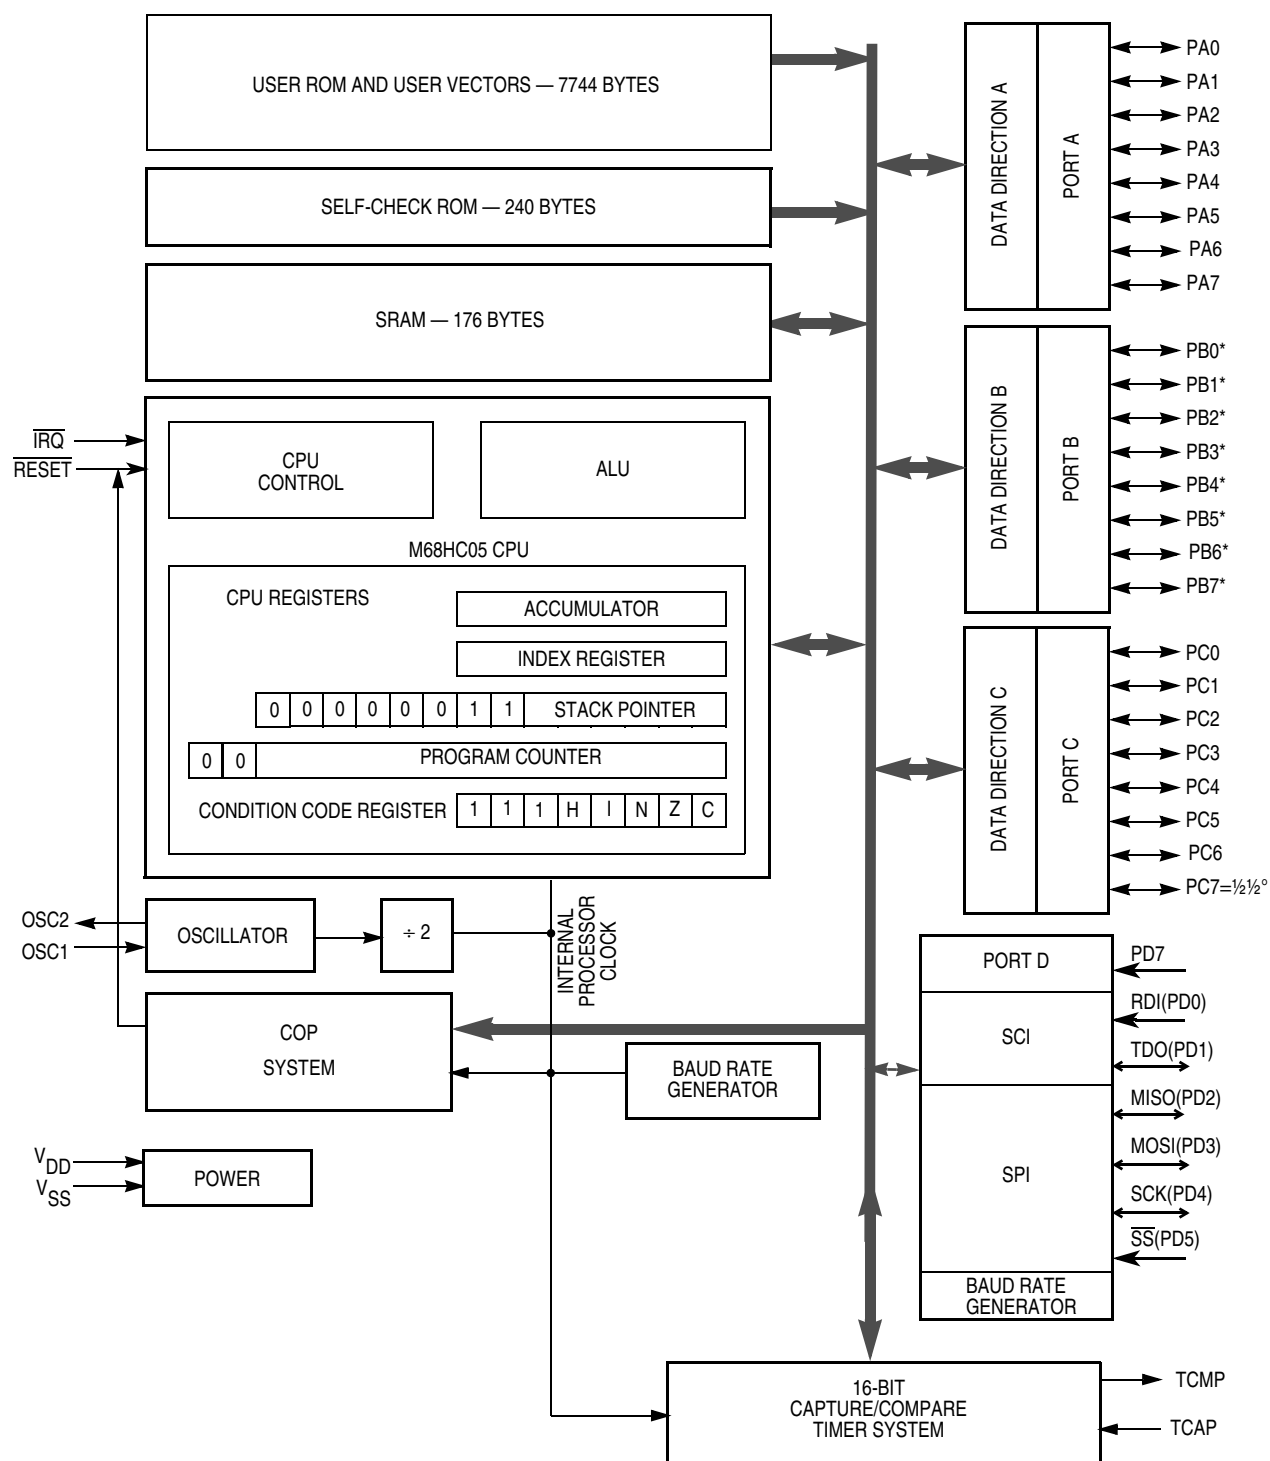 USER ROM AND USER VECTORS — 7744 BYTES
SELF-CHECK ROM — 240 BYTES
SRAM — 176 BYTES
IRQ
RESET
CPU
CONTROL
ALU
M68HC05 CPU
CPU REGISTERS
ACCUMULATOR
INDEX REGISTER
0 0 0 0 0 0 1 1 STACK POINTER
0 0 PROGRAM COUNTER
CONDITION CODE REGISTER 1 1 1 H I N Z C
OSC2
OSC1
OSCILLATOR
÷ 2
INTERNAL
PROCESSOR
CLOCK
COP
SYSTEM
BAUD RATE
GENERATOR
VDD
VSS
POWER
DATA DIRECTION A
PORT A
PA0
PA1
PA2
PA3
PA4
PA5
PA6
PA7
DATA DIRECTION B
PORT B
PB0*
PB1*
PB2*
PB3*
PB4*
PB5*
PB6*
PB7*
DATA DIRECTION C
PORT C
PC0
PC1
PC2
PC3
PC4
PC5
PC6
PC7=½½°
PORT D
SCI
SPI
BAUD RATE
GENERATOR
PD7
RDI(PD0)
TDO(PD1)
MISO(PD2)
MOSI(PD3)
SCK(PD4)
SS(PD5)
16-BIT
CAPTURE/COMPARE
TIMER SYSTEM
TCMP
TCAP